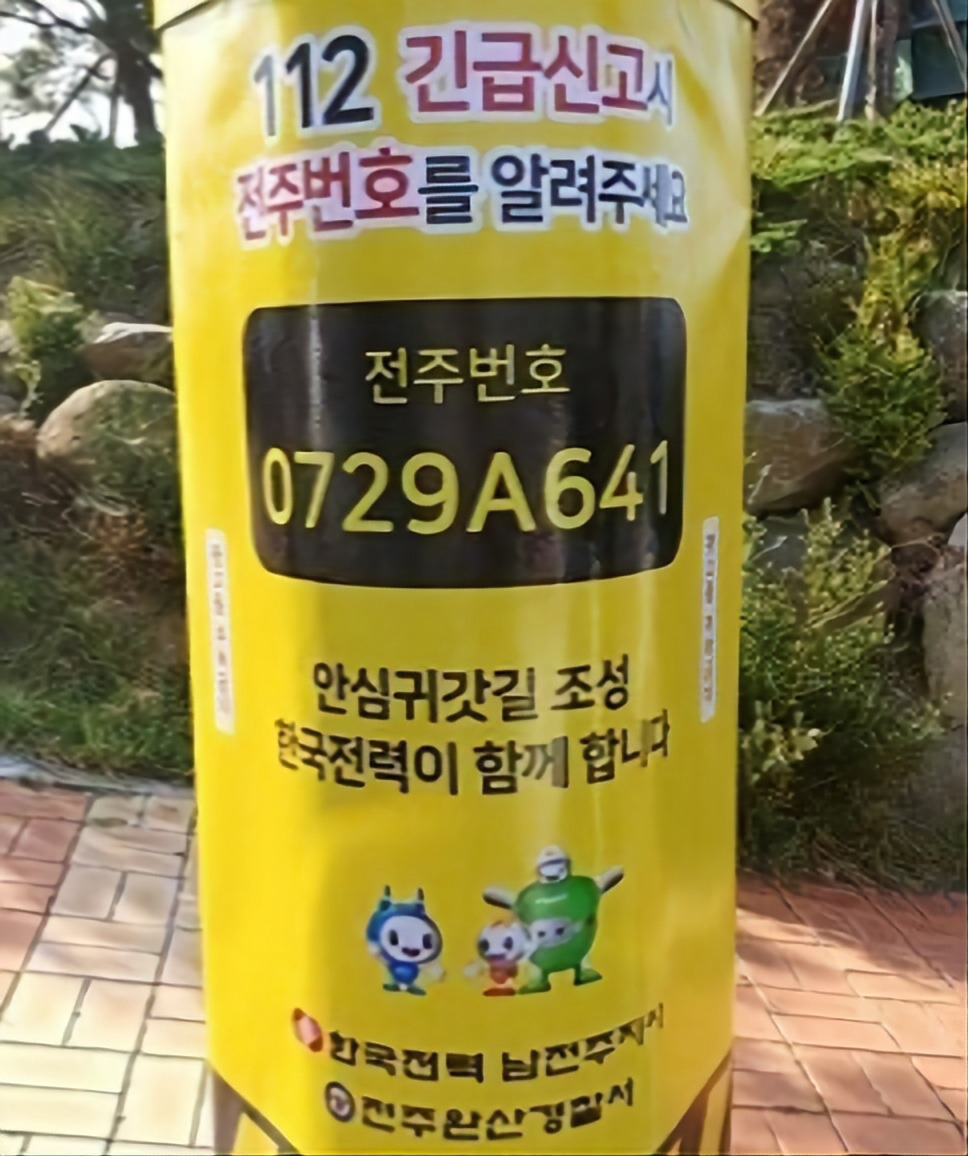 112 긴급신고시
전주번호를 알려주세요
전주번호
0729A641
안심귀갓길 조성
한국전력이 함께 합니다
한국전력 남전주지사
전주완산경찰서